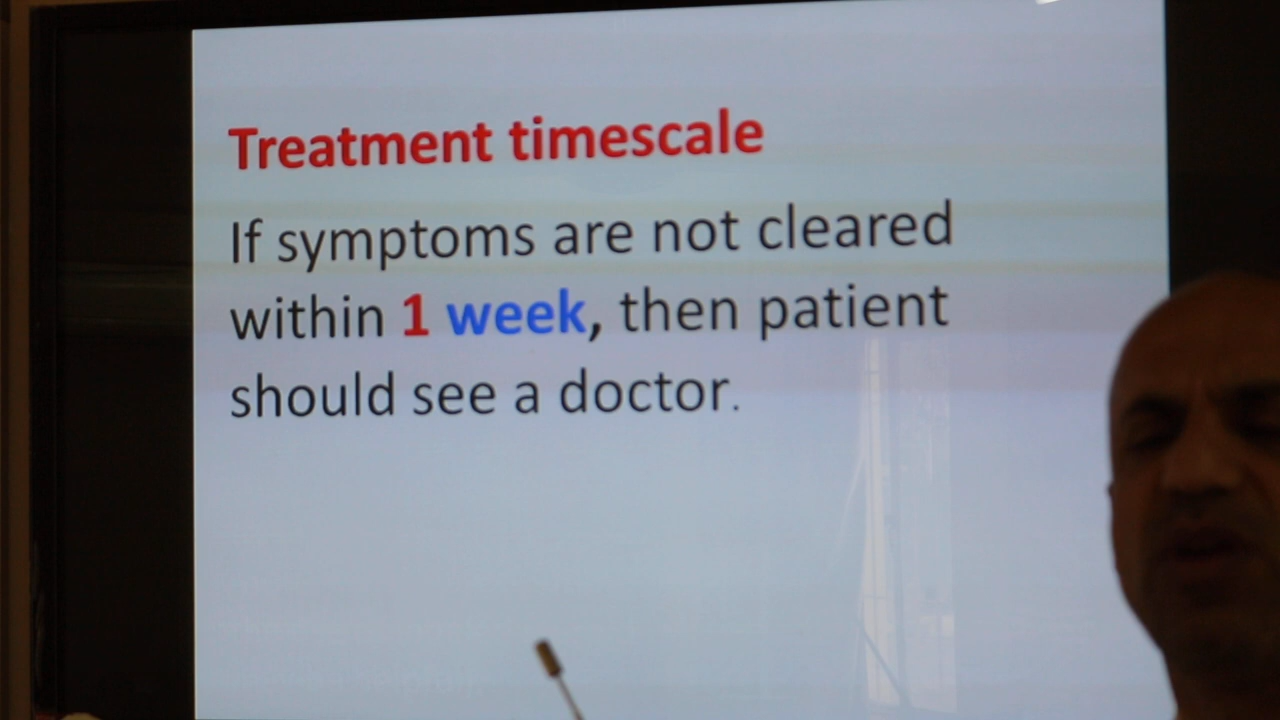 Treatment timescale
If symptoms are not cleared
within 1 week, then patient
should see a doctor.